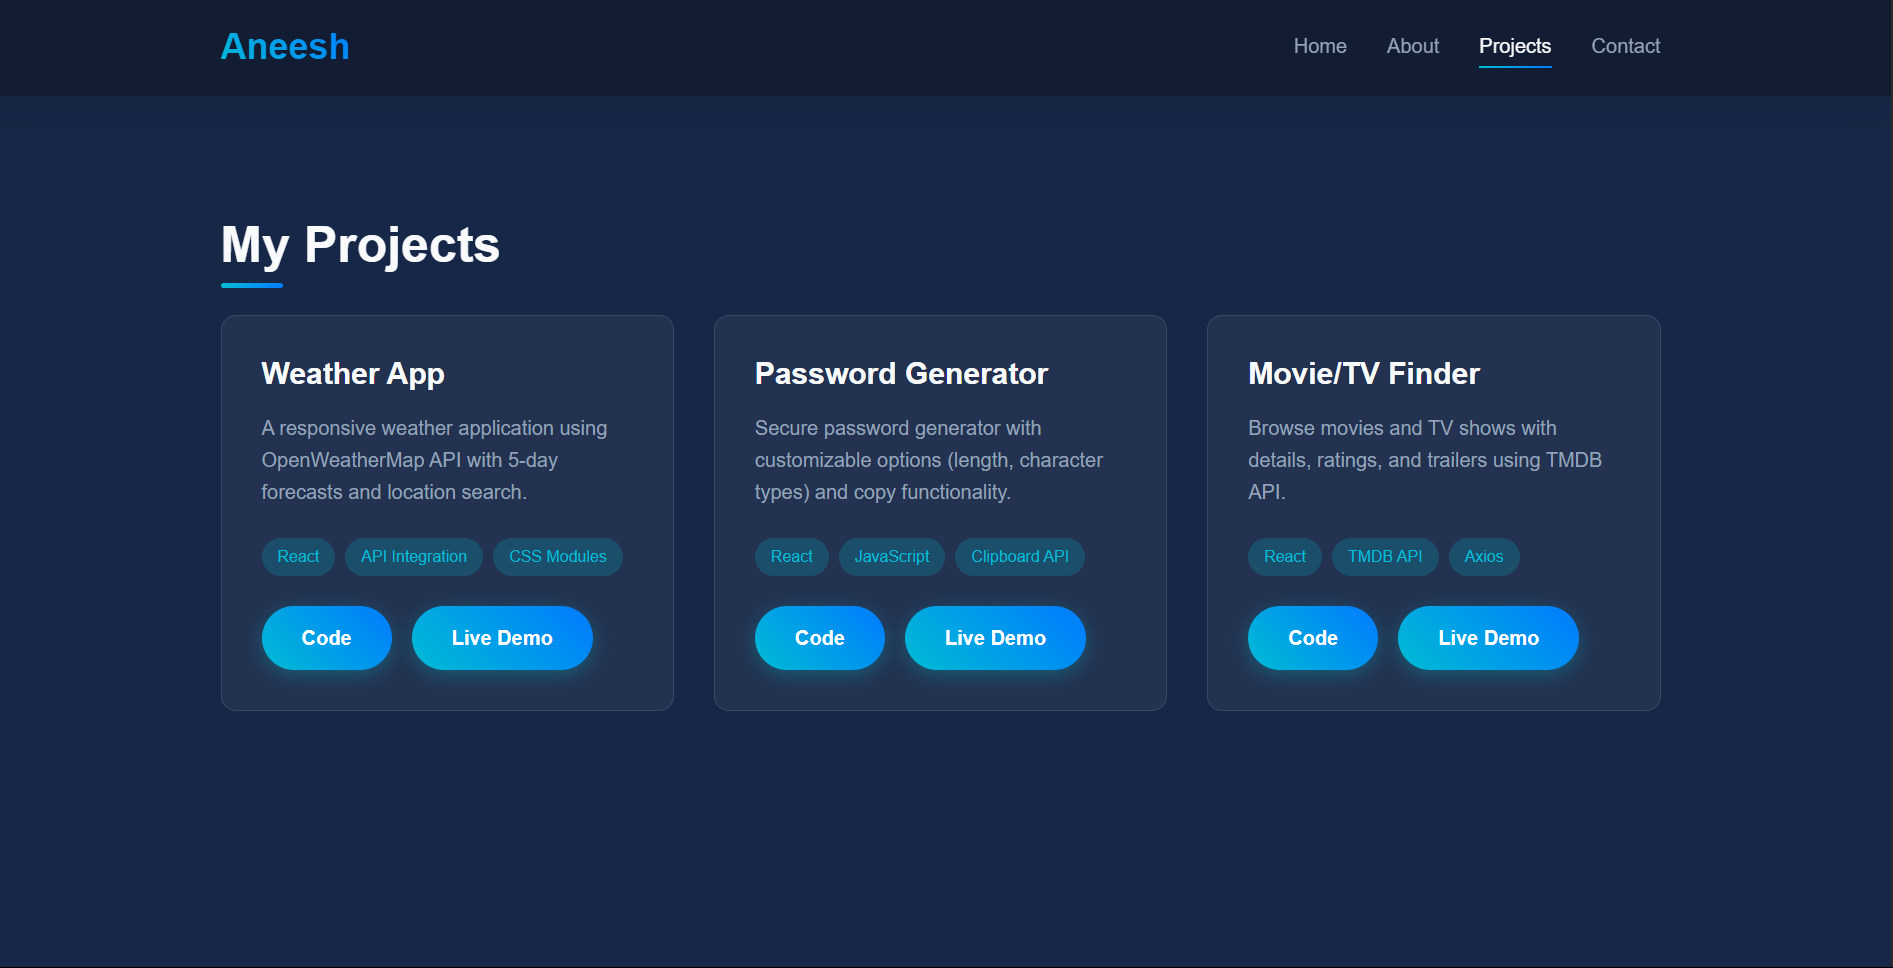 Aneesh
Home About Projects Contact
My Projects
Weather App
A responsive weather application using
OpenWeatherMap API with 5-day
forecasts and location search.
React API Integration CSS Modules
Code Live Demo
Password Generator
Secure password generator with
customizable options (length, character
types) and copy functionality.
React JavaScript Clipboard API
Code Live Demo
Movie/TV Finder
Browse movies and TV shows with
details, ratings, and trailers using TMDB
API.
React TMDB API Axios
Code Live Demo